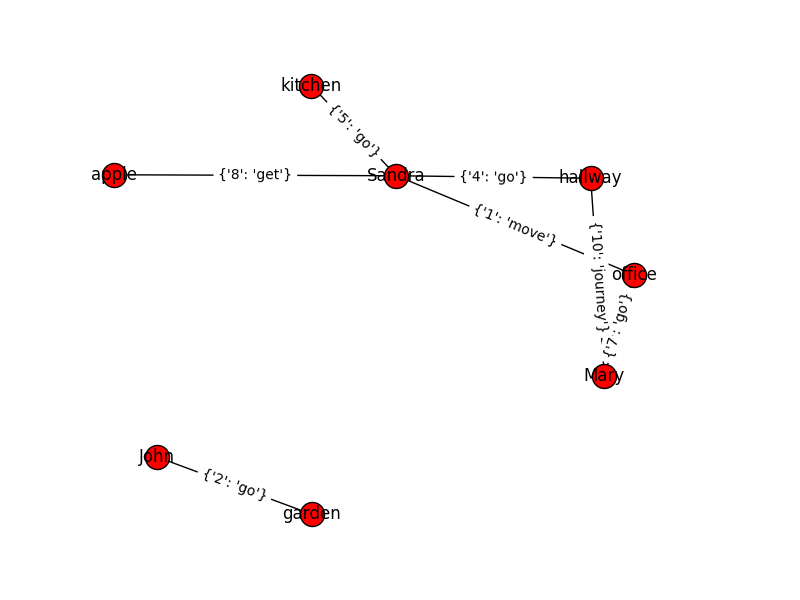 kitchen
{'5': 'go'}
apple
{'8': 'get'}
Sandra
{'4': 'go'}
hallway
{'1': 'move'}
{'10': 'journey'}
office
{'7': 'go'}
Mary
John
{'2': 'go'}
garden